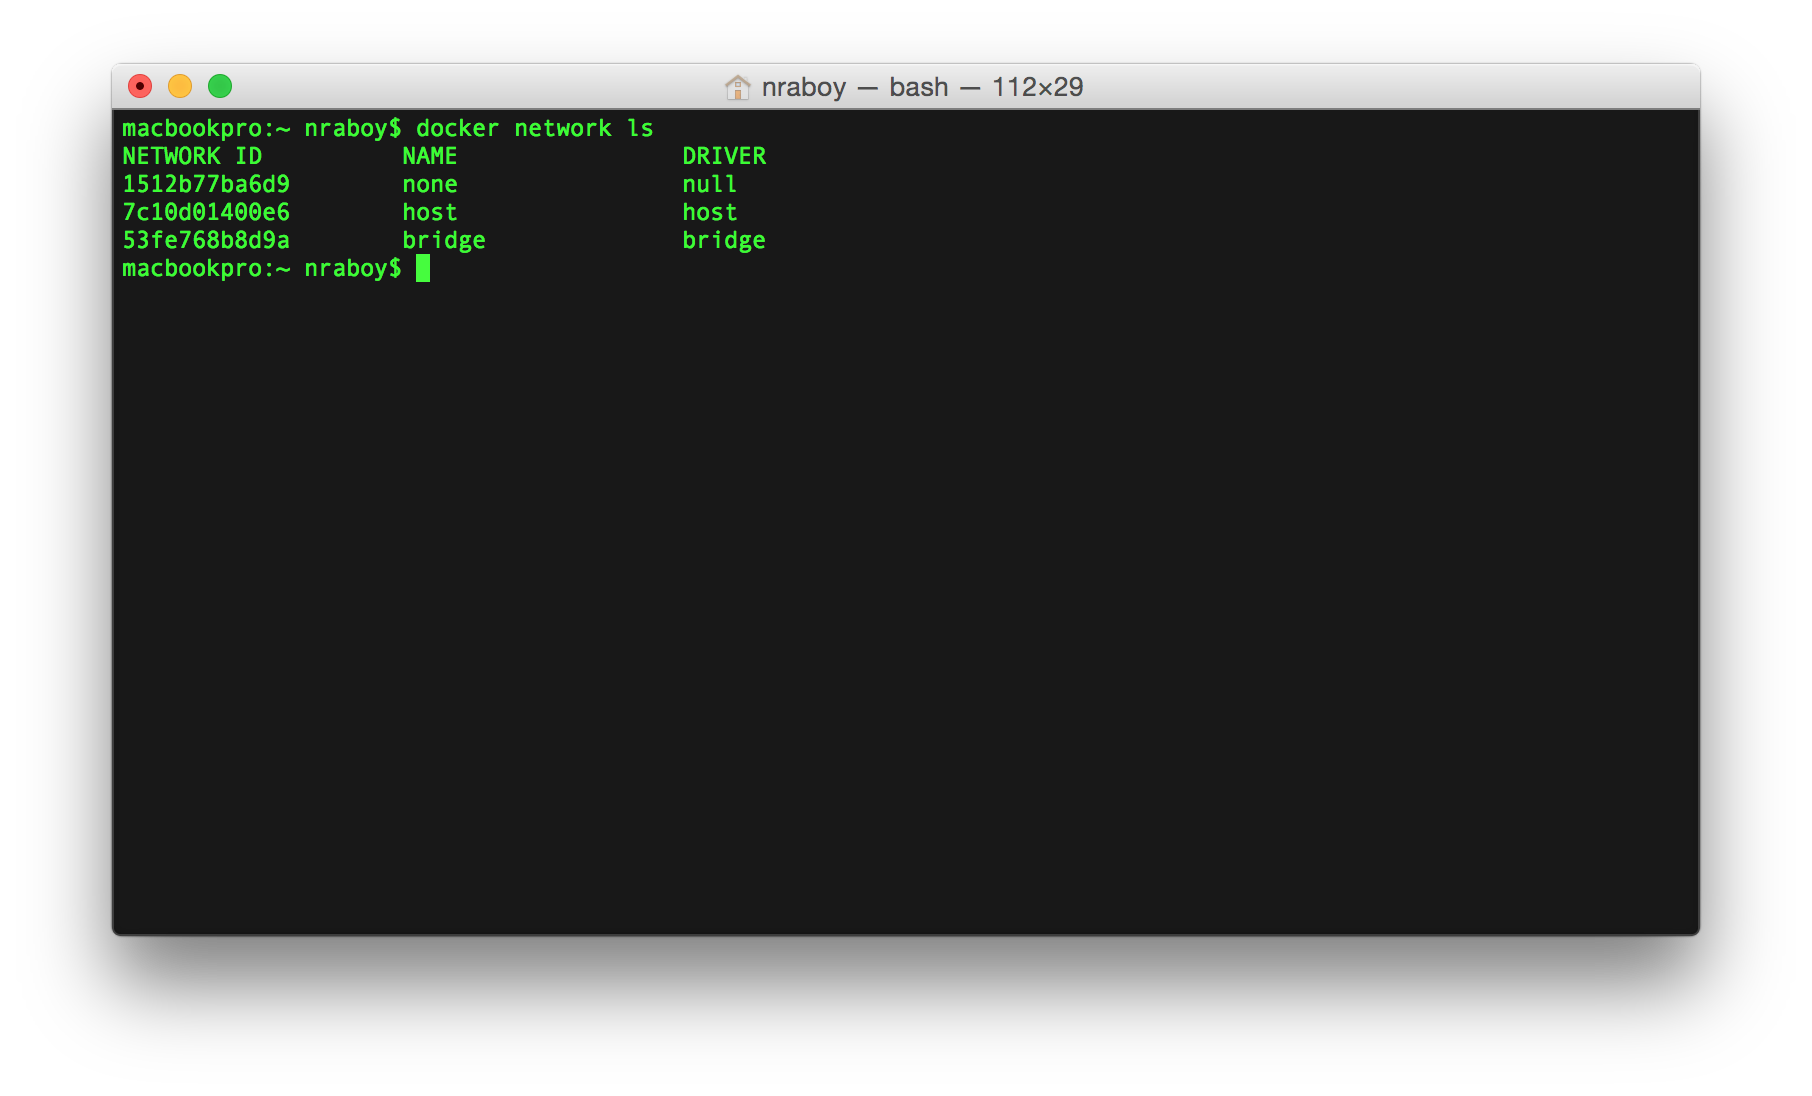 nraboy — bash — 112×29
macbookpro:~ nraboy$ docker network ls
NETWORK ID          NAME                DRIVER
1512b77ba6d9        none                null
7c10d01400e6        host                host
53fe768b8d9a        bridge              bridge
macbookpro:~ nraboy$